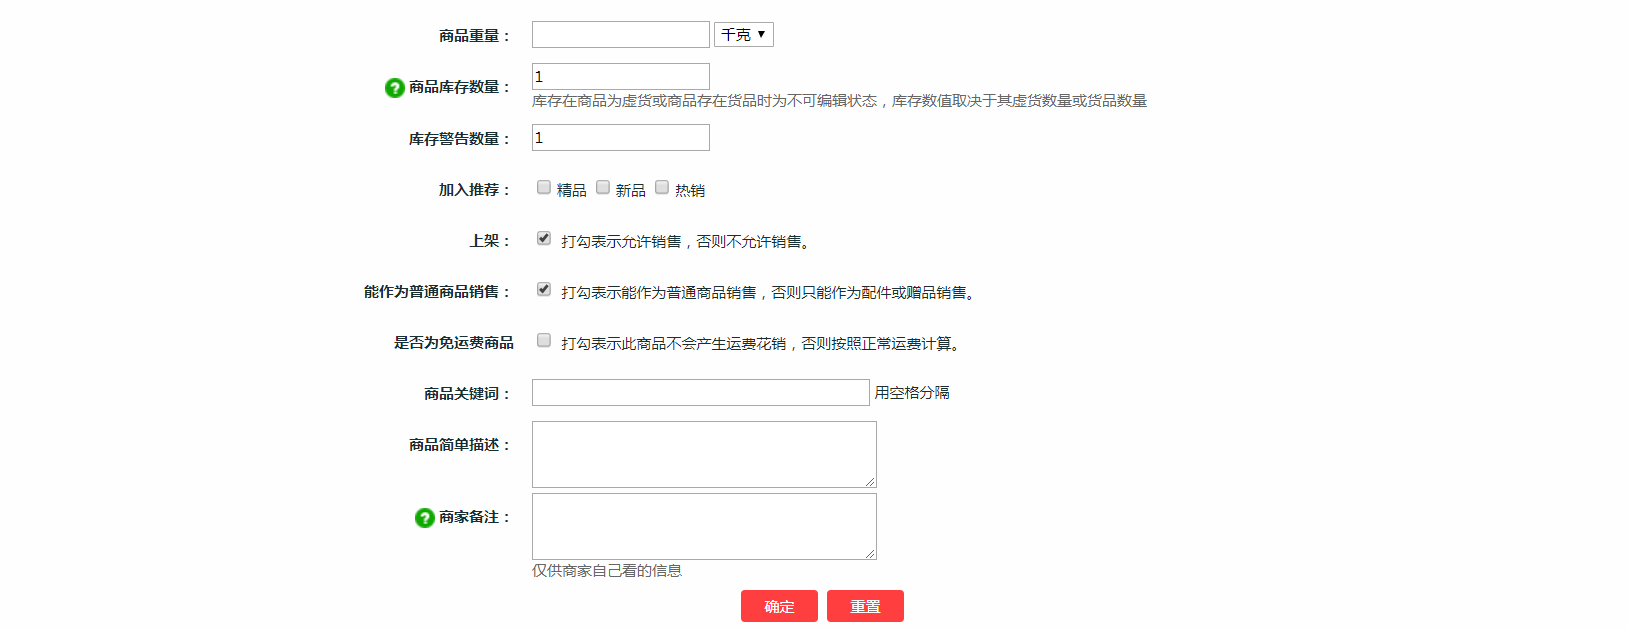 商品重量： 千克
商品库存数量： 1
库存在商品为虚货或商品存在货品时为不可编辑状态，库存数值取决于其虚货数量或货品数量
库存警告数量： 1
加入推荐： 精品 新品 热销
上架： 打勾表示允许销售，否则不允许销售。
能作为普通商品销售： 打勾表示能作为普通商品销售，否则只能作为配件或赠品销售。
是否为免运费商品 打勾表示此商品不会产生运费花销，否则按照正常运费计算。
商品关键词： 用空格分隔
商品简单描述：
商家备注：
仅供商家自己看的信息
确定 重置